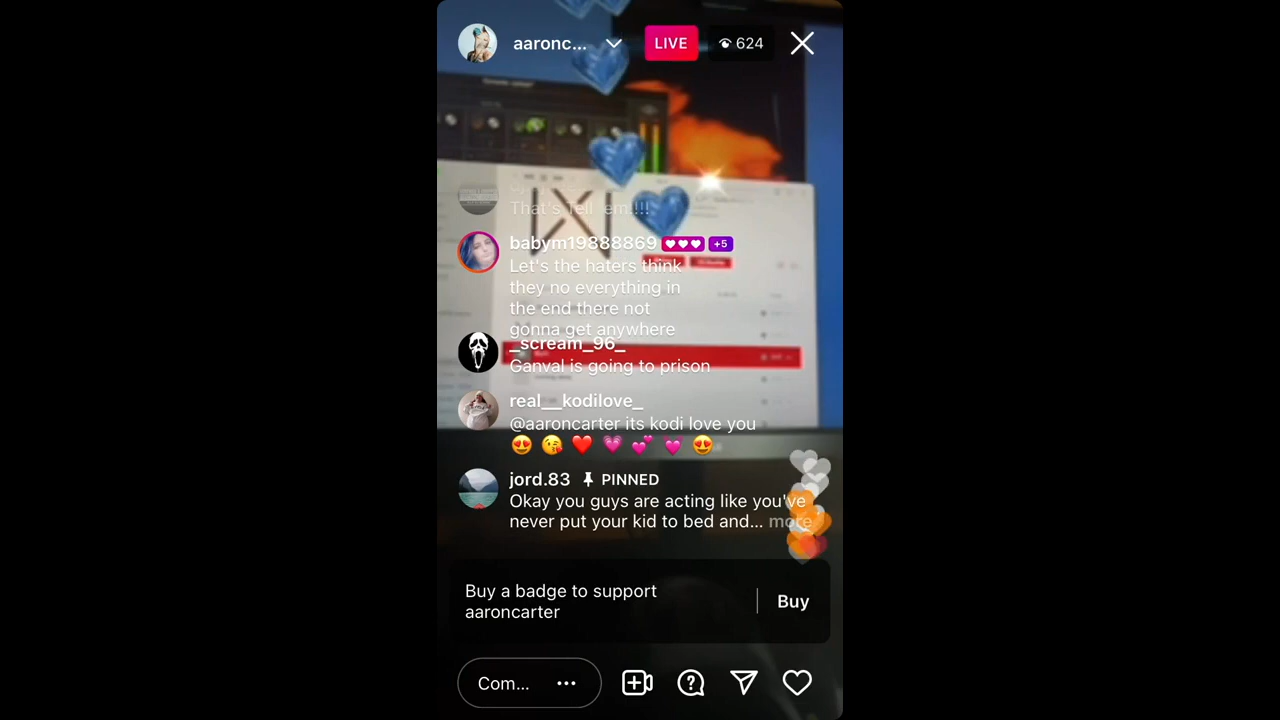 aaronc...
LIVE
624
That's Tell 'em!!!!
babym19888869
+5
Let's the haters think
they no everything in
the end there not
gonna get anywhere
_scream_96_
Ganval is going to prison
real__kodilove_
@aaroncarter its kodi love you
😍 😘 ❤️ 💗 💕 💓 😍
jord.83 PINNED
Okay you guys are acting like you've
never put your kid to bed and... more
Buy a badge to support
aaroncarter
Buy
Com...